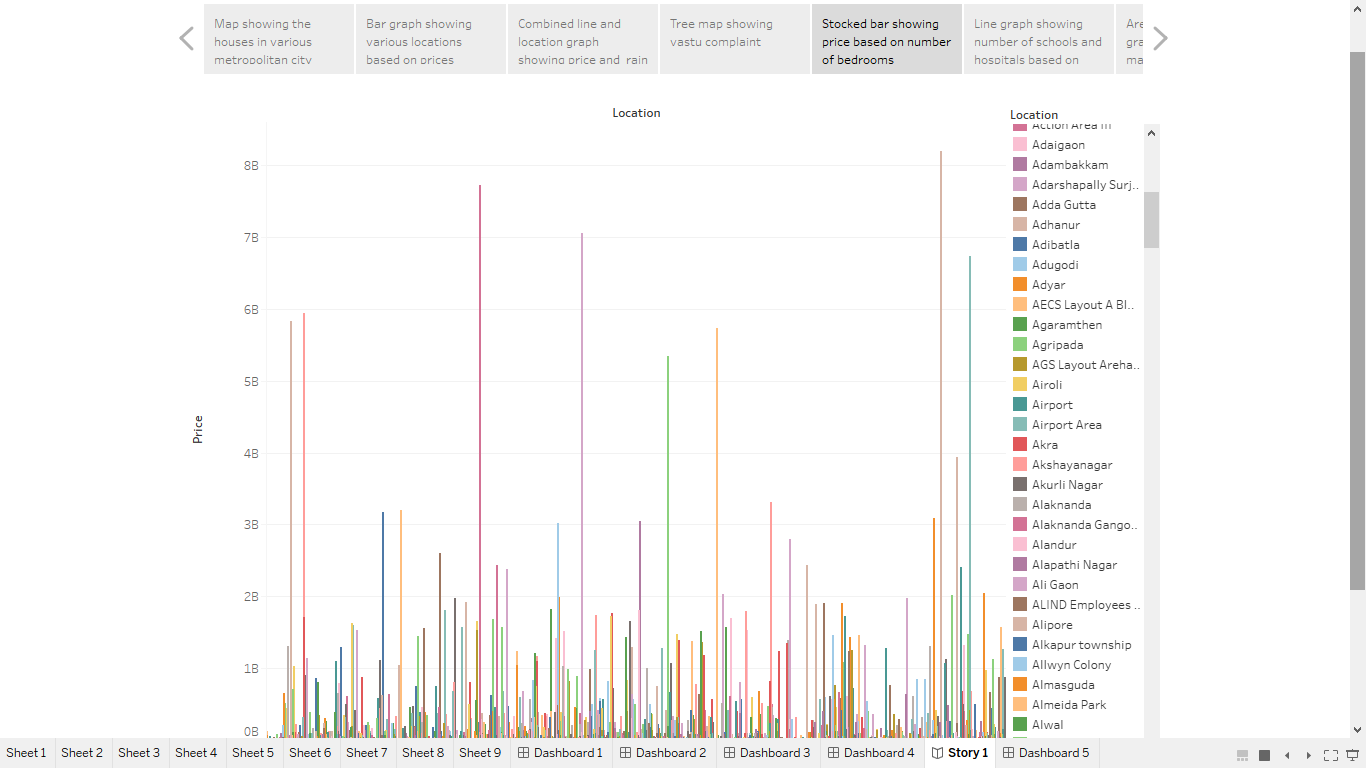 Map showing the
houses in various
metropolitan city
Bar graph showing
various locations
based on prices
Combined line and
location graph
showing price and rain
Tree map showing
vastu complaint
Stocked bar showing
price based on number
of bedrooms
Line graph showing
number of schools and
hospitals based on
Are
gra
ma
Location
Location
Action Area III
Adaigaon
Adambakkam
Adarshapally Surj..
Adda Gutta
Adhanur
Adibatla
Adugodi
Adyar
AECS Layout A Bl..
Agaramthen
Agripada
AGS Layout Areha..
Airoli
Airport
Airport Area
Akra
Akshayanagar
Akurli Nagar
Alaknanda
Alaknanda Gango..
Alandur
Alapathi Nagar
Ali Gaon
ALIND Employees ..
Alipore
Alkapur township
Allwyn Colony
Almasguda
Almeida Park
Alwal
8B
7B
6B
5B
4B
3B
2B
1B
0B
Price
Sheet 1
Sheet 2
Sheet 3
Sheet 4
Sheet 5
Sheet 6
Sheet 7
Sheet 8
Sheet 9
Dashboard 1
Dashboard 2
Dashboard 3
Dashboard 4
Story 1
Dashboard 5